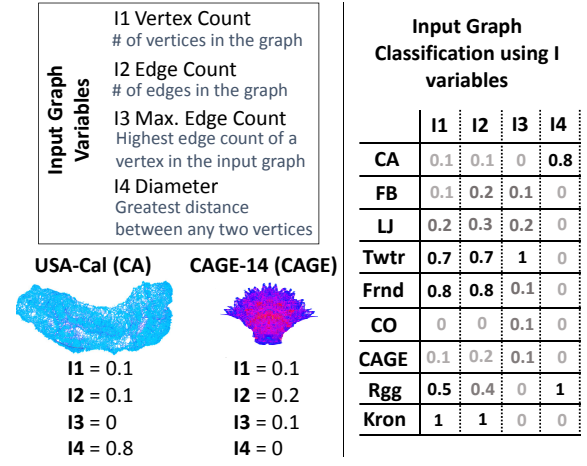 Input Graph
Variables
I1 Vertex Count
# of vertices in the graph
I2 Edge Count
# of edges in the graph
I3 Max. Edge Count
Highest edge count of a
vertex in the input graph
I4 Diameter
Greatest distance
between any two vertices
USA-Cal (CA)
I1 = 0.1
I2 = 0.1
I3 = 0
I4 = 0.8
CAGE-14 (CAGE)
I1 = 0.1
I2 = 0.2
I3 = 0.1
I4 = 0
Input Graph
Classification using I
variables
I1 I2 I3 I4
CA 0.1 0.1 0 0.8
FB 0.1 0.2 0.1 0
LJ 0.2 0.3 0.2 0
Twtr 0.7 0.7 1 0
Frnd 0.8 0.8 0.1 0
CO 0 0 0.1 0
CAGE 0.1 0.2 0.1 0
Rgg 0.5 0.4 0 1
Kron 1 1 0 0